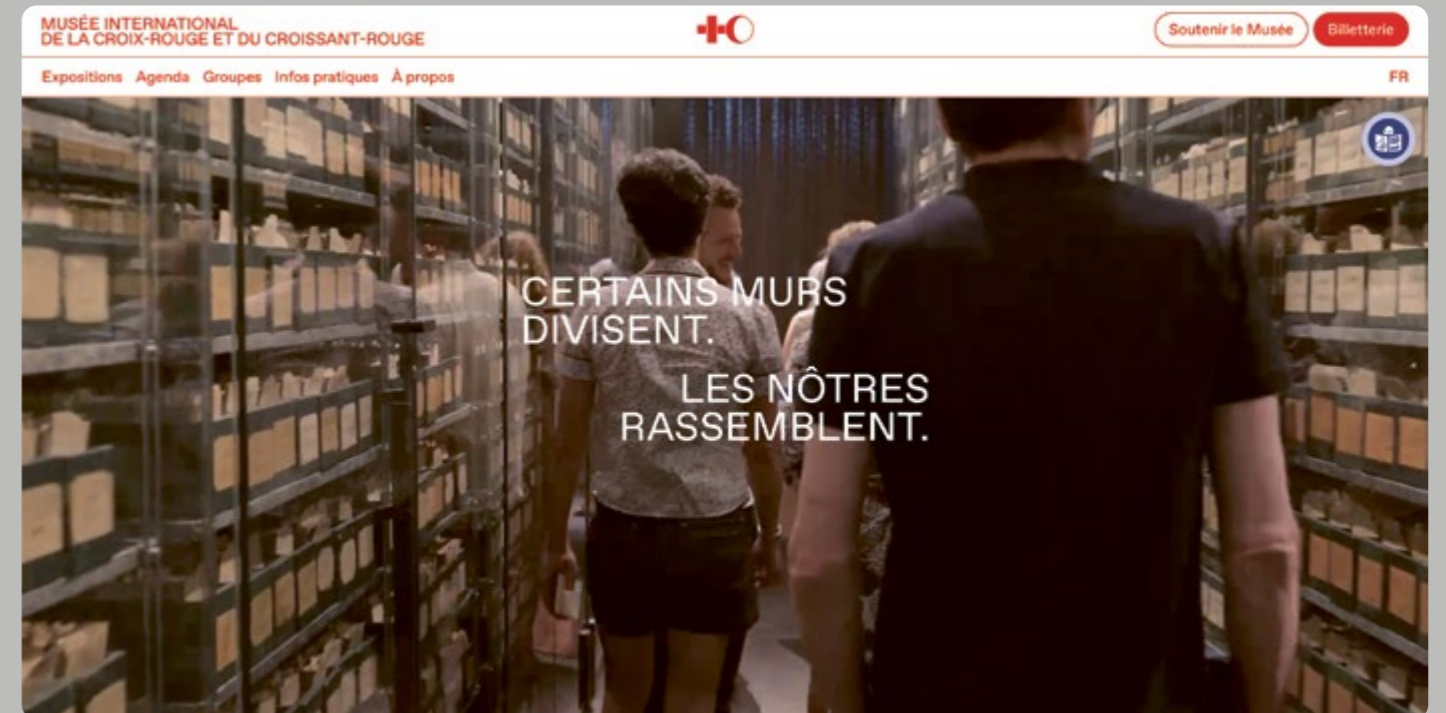 MUSÉE INTERNATIONAL
DE LA CROIX-ROUGE ET DU CROISSANT-ROUGE
Soutenir le Musée
Billetterie
Expositions Agenda Groupes Infos pratiques À propos
FR
CERTAINS MURS
DIVISENT.
LES NÔTRES
RASSEMBLENT.